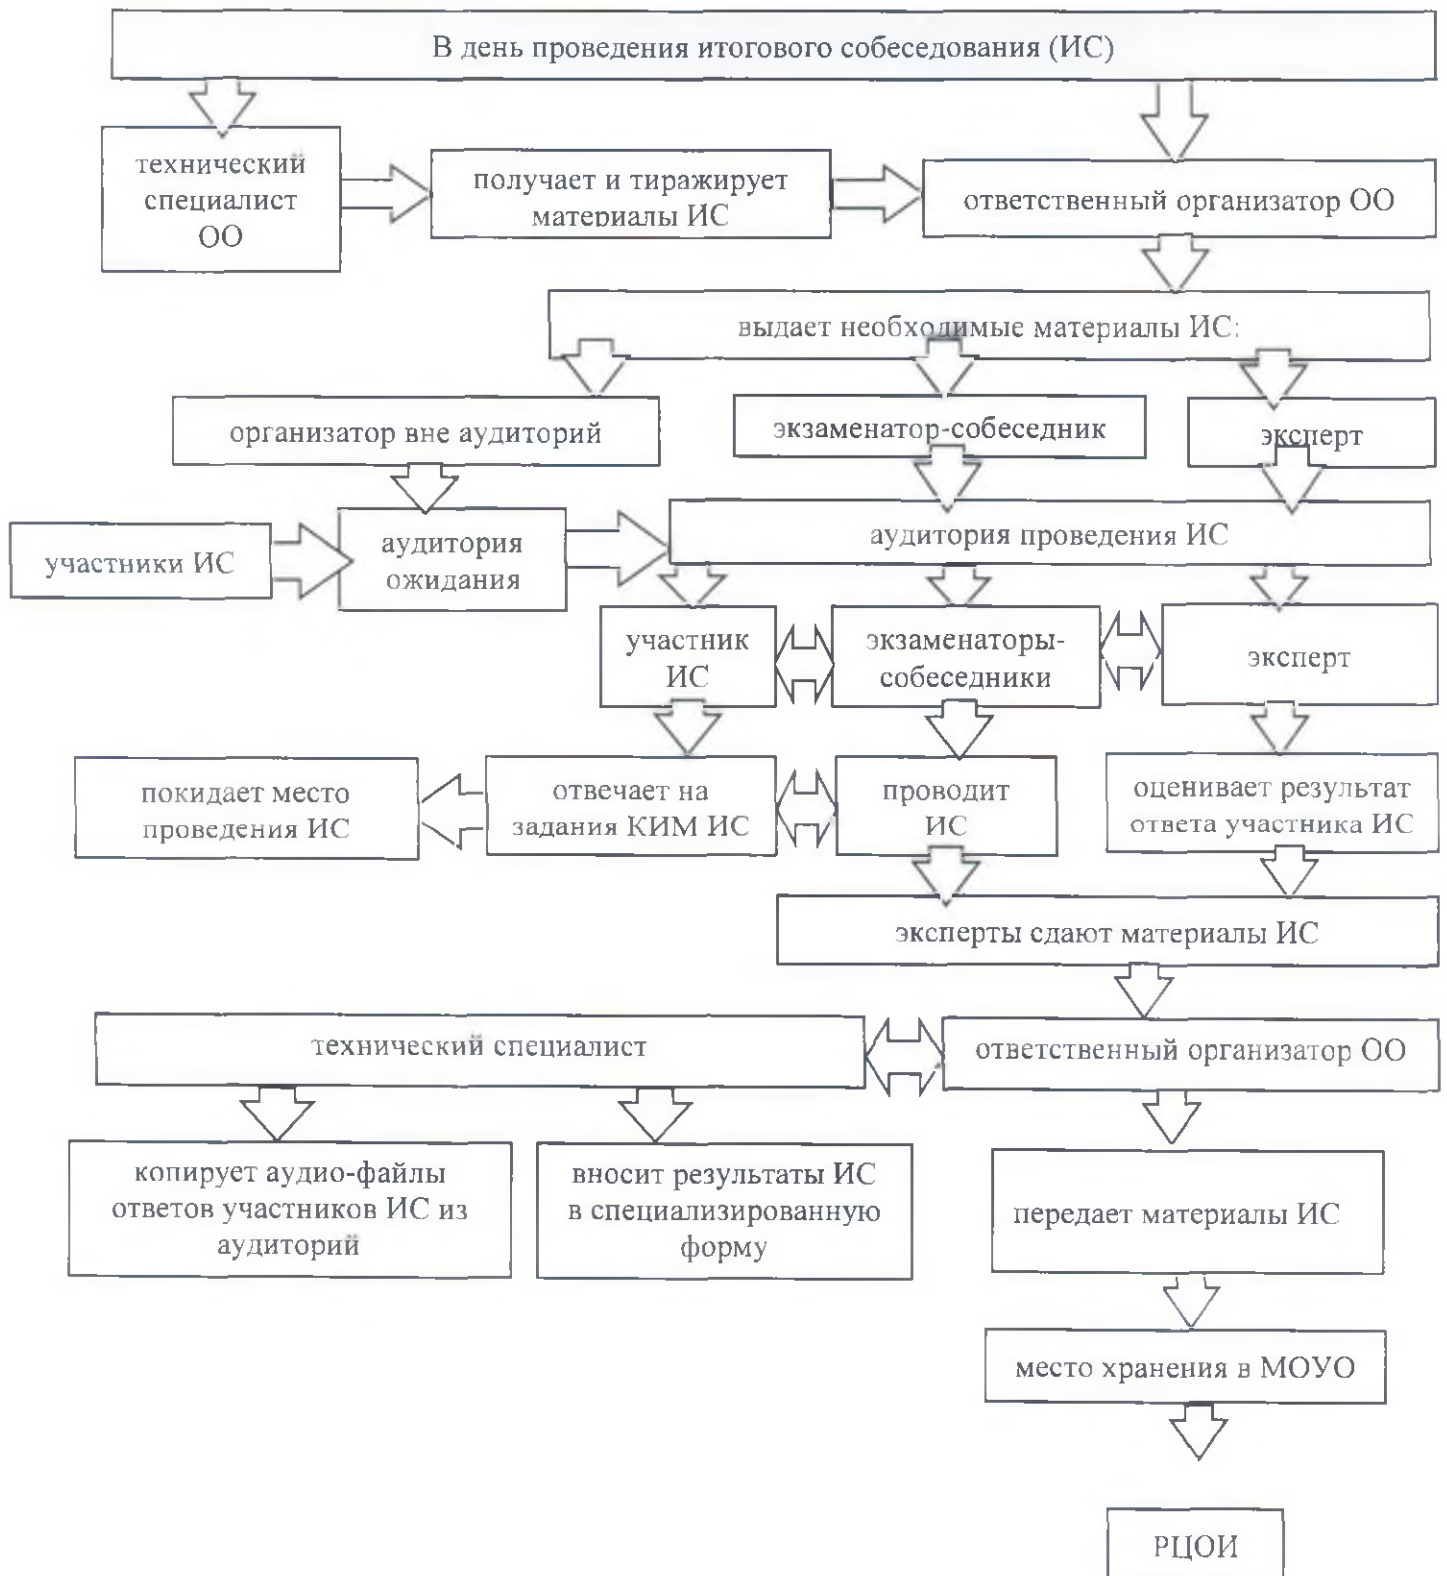 В день проведения итогового собеседования (ИС)
технический
специалист
ОО
получает и тиражирует
материалы ИС
ответственный организатор ОО
выдает необходимые материалы ИС:
организатор вне аудиторий
экзаменатор-собеседник
эксперт
участники ИС
аудитория
ожидания
аудитория проведения ИС
участник
ИС
экзаменаторы-
собеседники
эксперт
покидает место
проведения ИС
отвечает на
задания КИМ ИС
проводит
ИС
оценивает результат
ответа участника ИС
эксперты сдают материалы ИС
технический специалист
ответственный организатор ОО
копирует аудио-файлы
ответов участников ИС из
аудиторий
вносит результаты ИС
в специализированную
форму
передает материалы ИС
место хранения в МОУО
РЦОИ